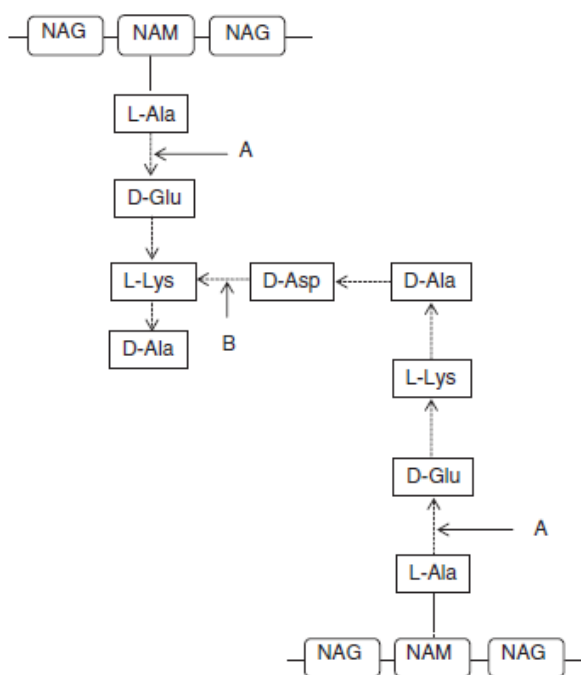 NAG NAM NAG
L-Ala
A
D-Glu
L-Lys D-Asp D-Ala
D-Ala B
L-Lys
D-Glu
A
L-Ala
NAG NAM NAG